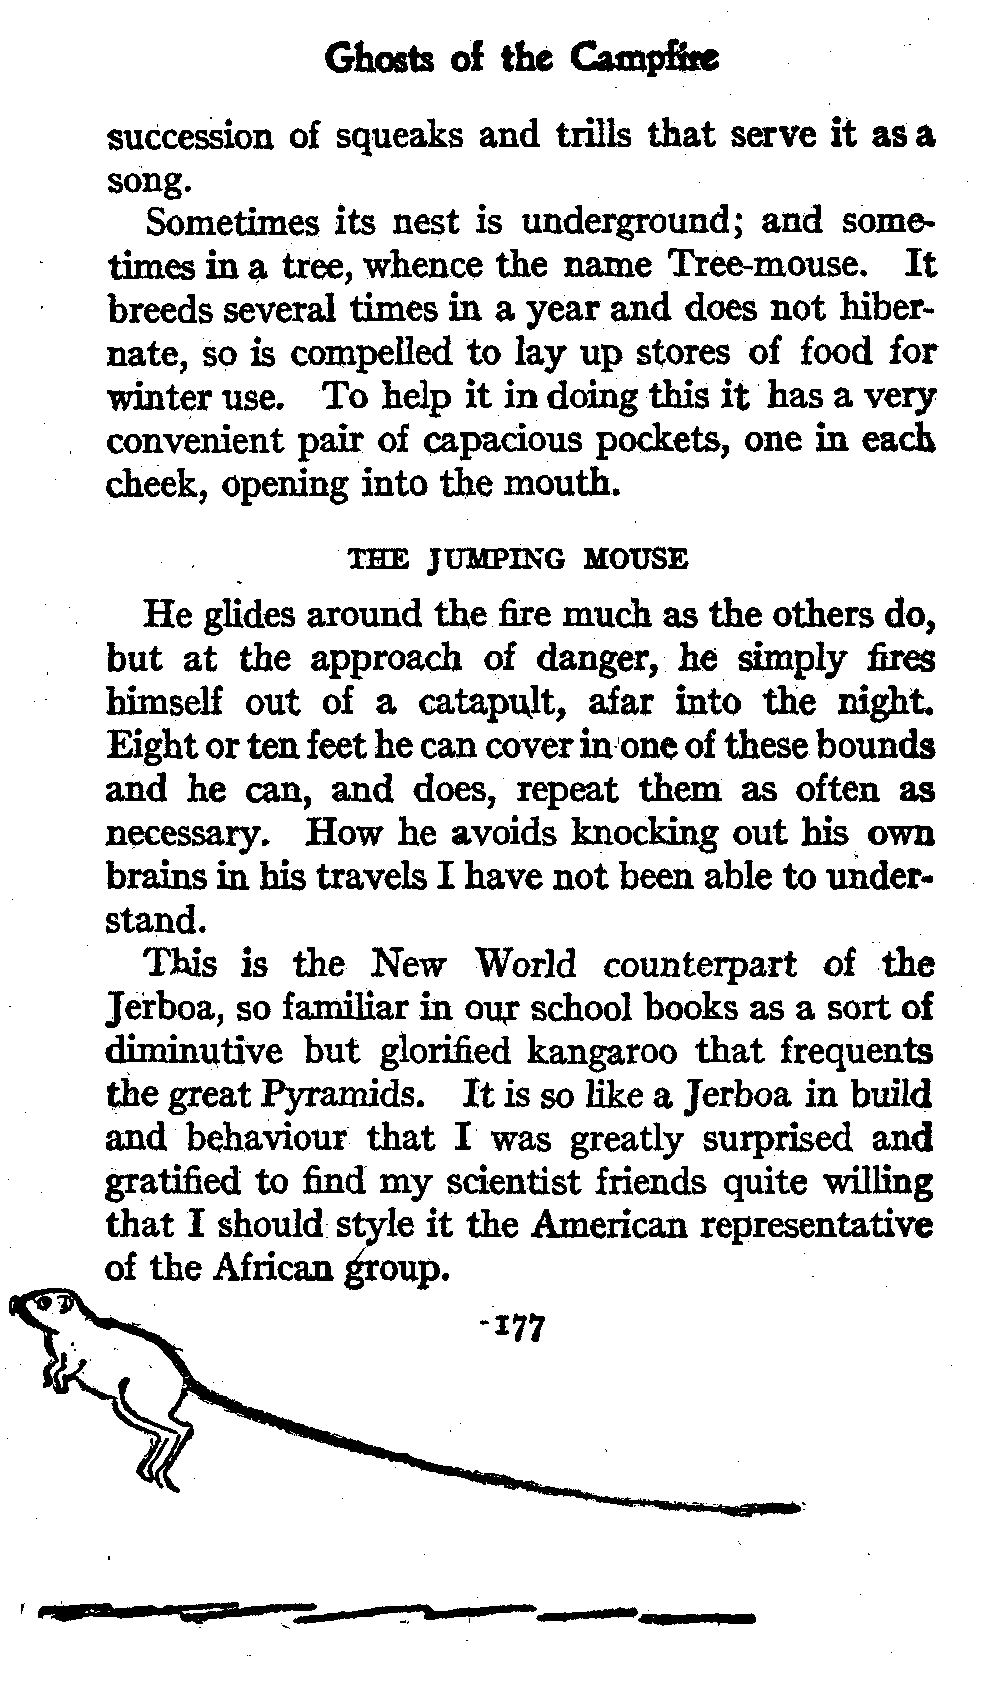 Ghosts of the Campfire
succession of squeaks and trills that serve it as a
song.
Sometimes its nest is underground; and some-
times in a tree, whence the name Tree-mouse. It
breeds several times in a year and does not hiber-
nate, so is compelled to lay up stores of food for
winter use. To help it in doing this it has a very
convenient pair of capacious pockets, one in each
cheek, opening into the mouth.
THE JUMPING MOUSE
He glides around the fire much as the others do,
but at the approach of danger, he simply fires
himself out of a catapult, afar into the night.
Eight or ten feet he can cover in one of these bounds
and he can, and does, repeat them as often as
necessary. How he avoids knocking out his own
brains in his travels I have not been able to under-
stand.
This is the New World counterpart of the
Jerboa, so familiar in our school books as a sort of
diminutive but glorified kangaroo that frequents
the great Pyramids. It is so like a Jerboa in build
and behaviour that I was greatly surprised and
gratified to find my scientist friends quite willing
that I should style it the American representative
of the African group.
177